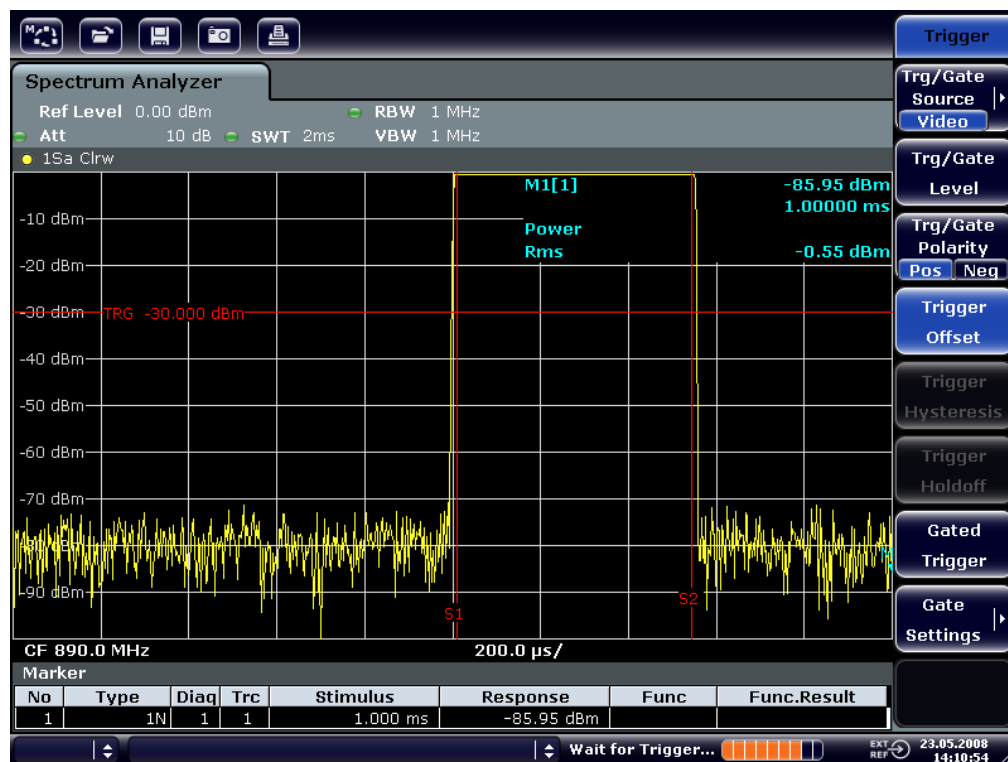 Trigger
Spectrum Analyzer
Ref Level 0.00 dBm RBW 1 MHz
Att 10 dB SWT 2ms VBW 1 MHz
1Sa Clrw
M1[1] -85.95 dBm
1.00000 ms
Power
Rms -0.55 dBm
-10 dBm
-20 dBm
-30 dBm TRG -30.000 dBm
-40 dBm
-50 dBm
-60 dBm
-70 dBm
-80 dBm
-90 dBm
S1 S2
CF 890.0 MHz 200.0 µs/
Marker
No Type Diag Trc Stimulus Response Func Func.Result
1 1N 1 1 1.000 ms -85.95 dBm
Trg/Gate
Source
Video
Trg/Gate
Level
Trg/Gate
Polarity
Pos Neg
Trigger
Offset
Trigger
Hysteresis
Trigger
Holdoff
Gated
Trigger
Gate
Settings
Wait for Trigger... EXT REF 23.05.2008
14:10:54